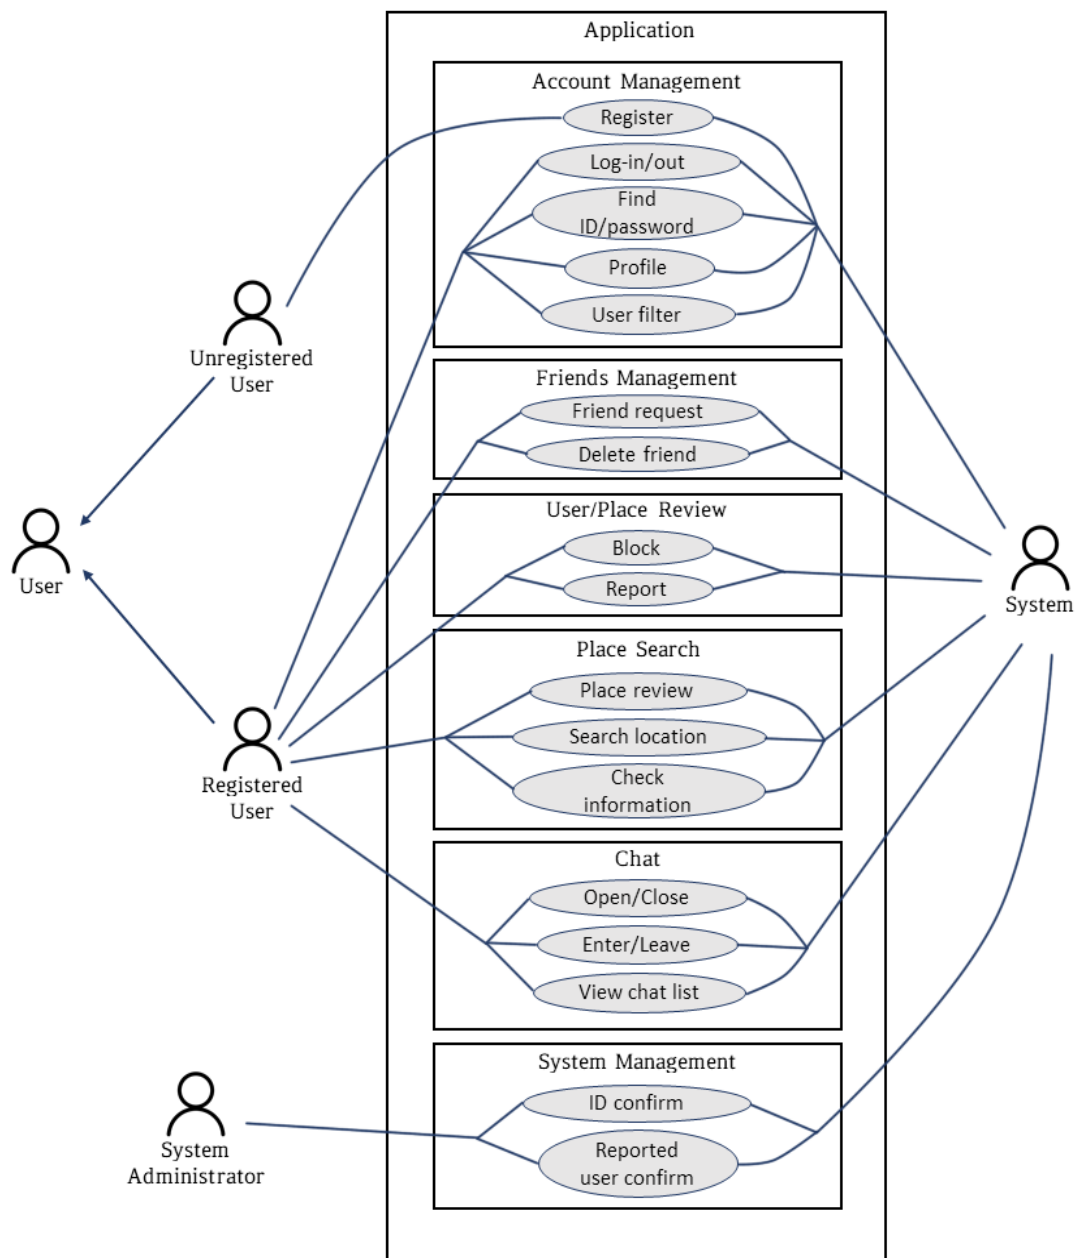 Application
Account Management
Register
Log-in/out
Find
ID/password
Profile
User filter
Unregistered
User
Friends Management
Friend request
Delete friend
User/Place Review
Block
Report
User
System
Place Search
Place review
Search location
Check
information
Registered
User
Chat
Open/Close
Enter/Leave
View chat list
System Management
ID confirm
Reported
user confirm
System
Administrator